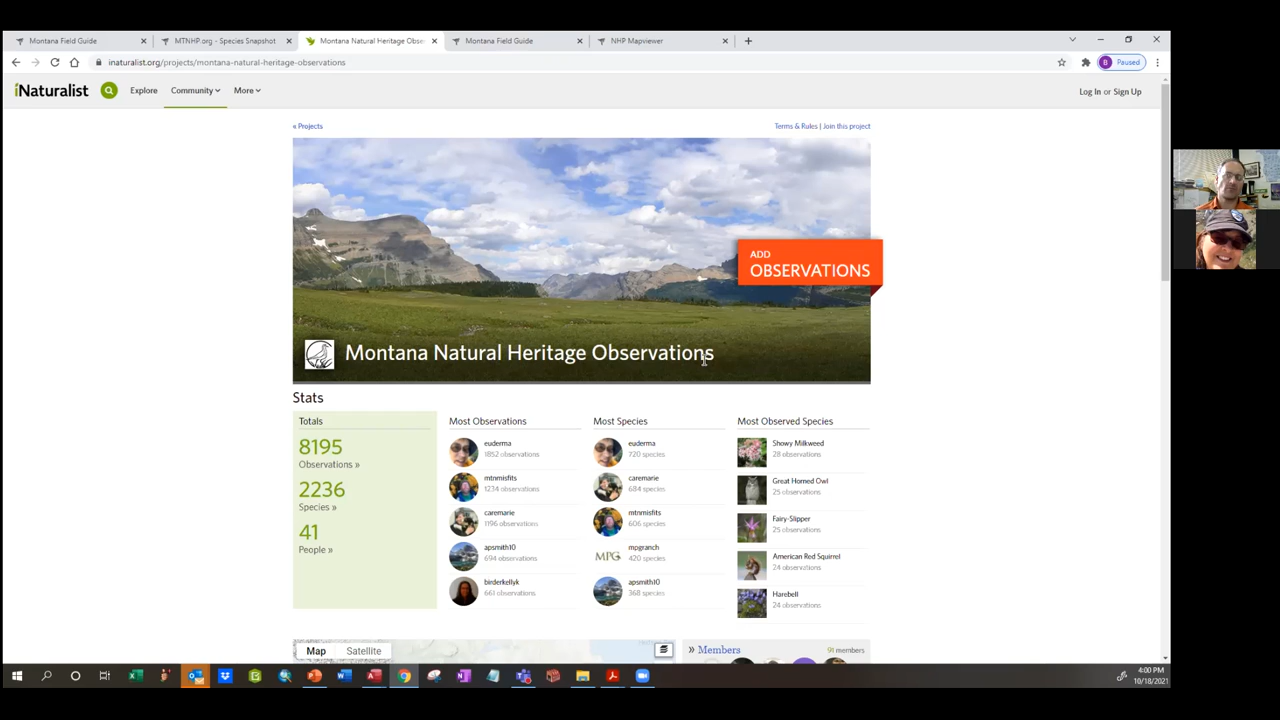 Montana Field Guide
MTNHP.org - Species Snapshot
Montana Natural Heritage Obse
Montana Field Guide
NHP Mapviewer
inaturalist.org/projects/montana-natural-heritage-observations
B Paused
iNaturalist
Explore
Community
More
Log In or Sign Up
« Projects
Terms & Rules | Join this project
ADD
OBSERVATIONS
Montana Natural Heritage Observations
Stats
Totals
8195
Observations »
2236
Species »
41
People »
Most Observations
euderma
1852 observations
mtnmisfits
1234 observations
caremarie
1196 observations
apsmith10
694 observations
birderkellyk
661 observations
Most Species
euderma
720 species
caremarie
684 species
mtnmisfits
606 species
MPG
mpgranch
420 species
apsmith10
368 species
Most Observed Species
Showy Milkweed
28 observations
Great Horned Owl
25 observations
Fairy-Slipper
25 observations
American Red Squirrel
24 observations
Harebell
24 observations
Map
Satellite
» Members
91 members
4:00 PM
10/18/2021